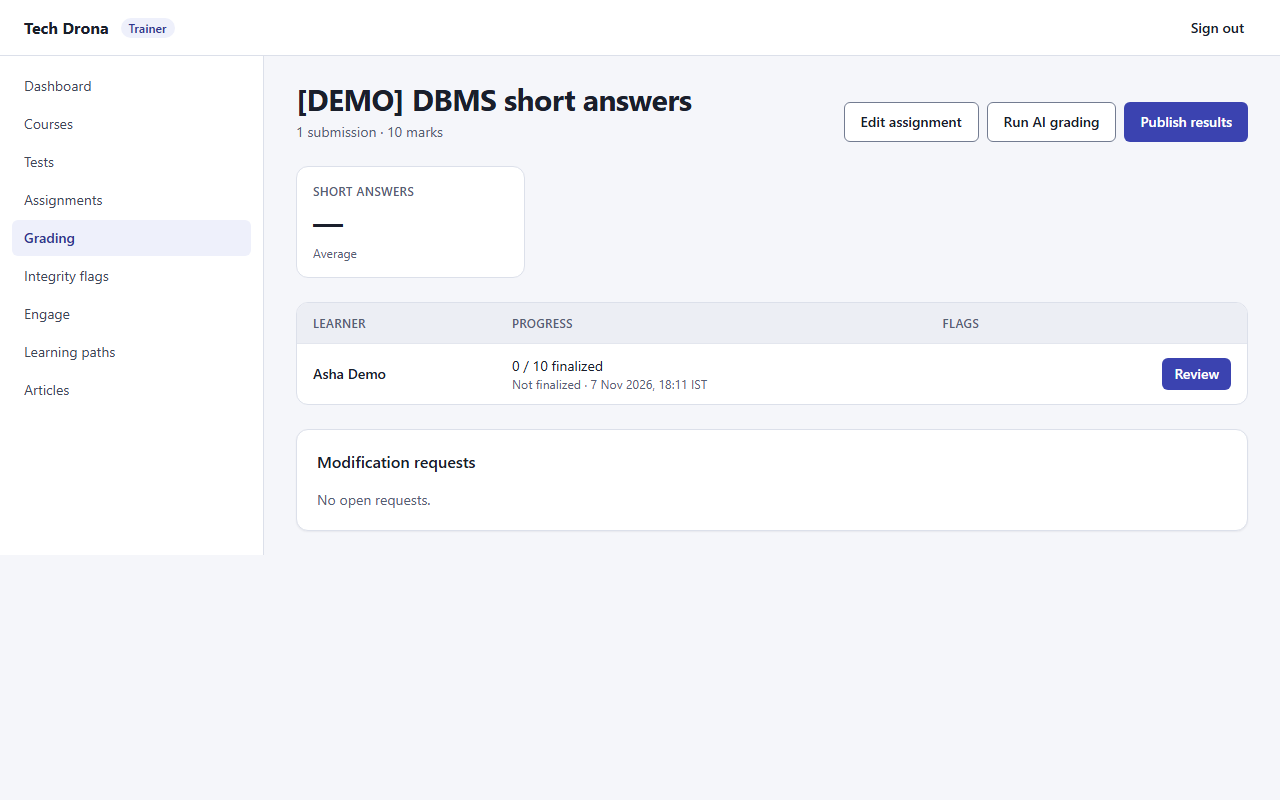 Tech Drona Trainer Sign out
Dashboard
Courses
Tests
Assignments
Grading
Integrity flags
Engage
Learning paths
Articles
[DEMO] DBMS short answers
1 submission · 10 marks
Edit assignment Run AI grading Publish results
SHORT ANSWERS
—
Average
LEARNER PROGRESS FLAGS
Asha Demo 0 / 10 finalized Review
Not finalized · 7 Nov 2026, 18:11 IST
Modification requests
No open requests.